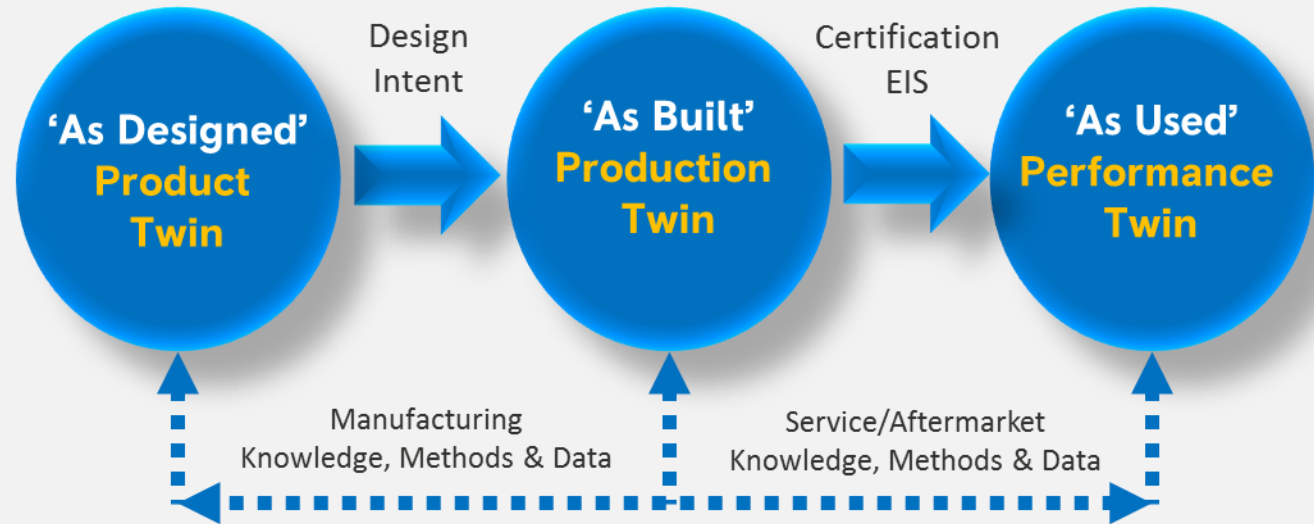 Design
Intent
Certification
EIS
‘As Designed’
Product
Twin
‘As Built’
Production
Twin
‘As Used’
Performance
Twin
Manufacturing
Knowledge, Methods & Data
Service/Aftermarket
Knowledge, Methods & Data